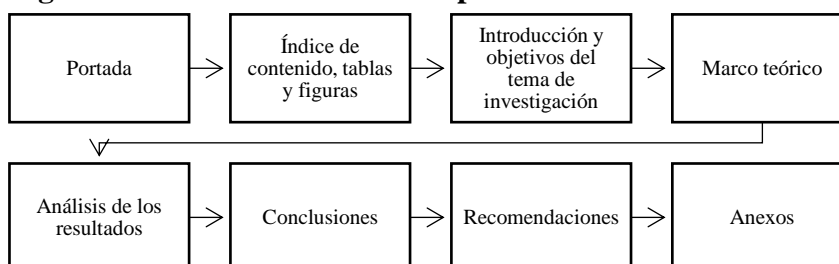 Portada
Índice de
contenido, tablas
y figuras
Introducción y
objetivos del
tema de
investigación
Marco teórico
Análisis de los
resultados
Conclusiones
Recomendaciones
Anexos